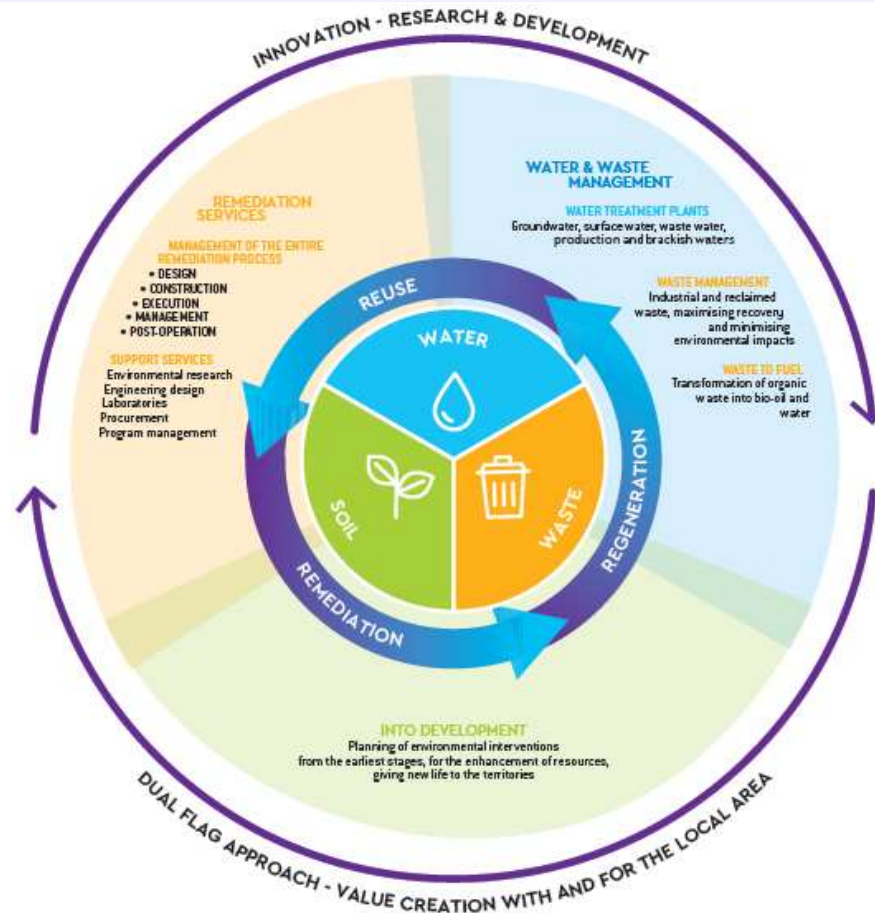 INNOVATION - RESEARCH & DEVELOPMENT
REMEDIATION
SERVICES
MANAGEMENT OF THE ENTIRE
REMEDIATION PROCESS
• DESIGN
• CONSTRUCTION
• EXECUTION
• MANAGEMENT
• POST-OPERATION
SUPPORT SERVICES
Environmental research
Engineering design
Laboratories
Procurement
Program management
WATER & WASTE
MANAGEMENT
WATER TREATMENT PLANTS
Groundwater, surface water, waste water,
production and brackish waters
WASTE MANAGEMENT
Industrial and reclaimed
waste, maximising recovery
and minimising
environmental impacts
WASTE TO FUEL
Transformation of organic
waste into bio-oil and
water
REUSE
WATER
SOIL
WASTE
REGENERATION
REMEDIATION
INTO DEVELOPMENT
Planning of environmental interventions
from the earliest stages, for the enhancement of resources,
giving new life to the territories
DUAL FLAG APPROACH - VALUE CREATION WITH AND FOR THE LOCAL AREA